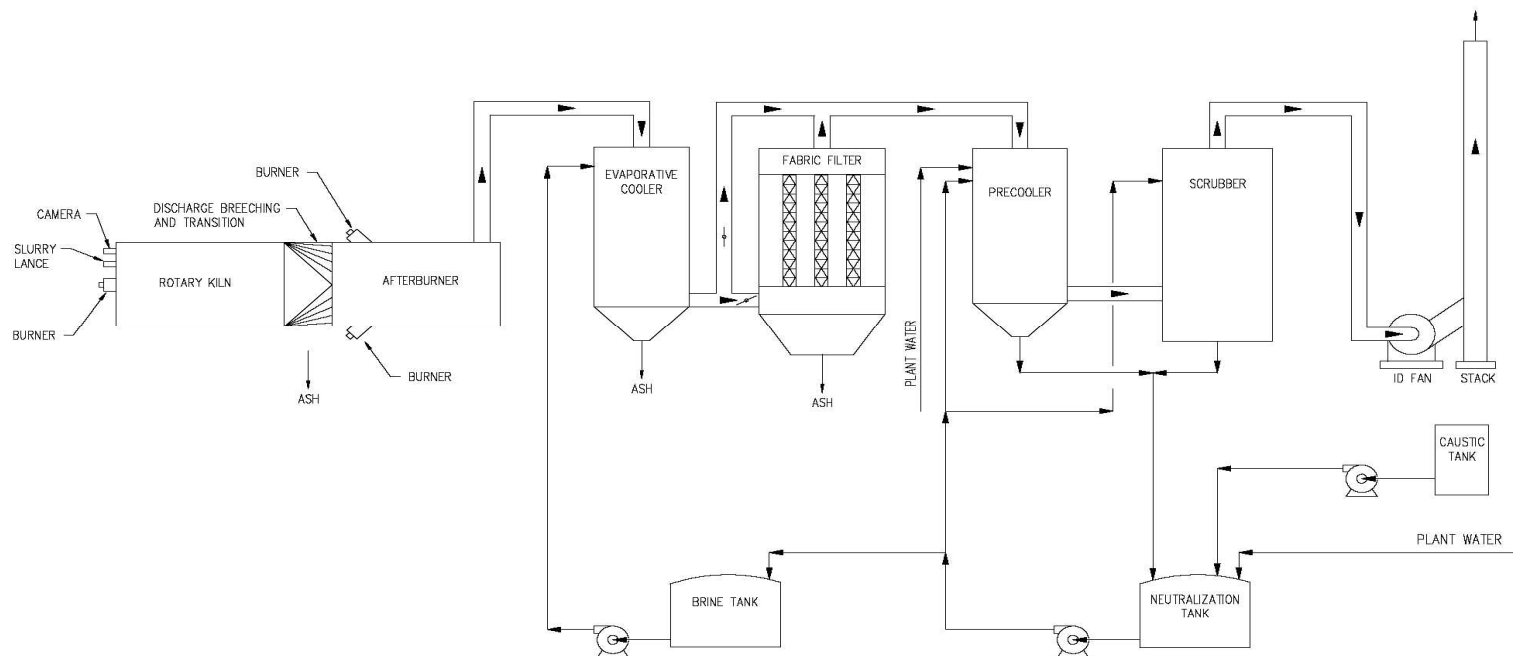 BURNER
CAMERA
DISCHARGE BREECHING
AND TRANSITION
SLURRY
LANCE
ROTARY KILN
AFTERBURNER
BURNER
BURNER
ASH
EVAPORATIVE
COOLER
ASH
FABRIC FILTER
ASH
PLANT WATER
PRECOOLER
SCRUBBER
ID FAN
STACK
CAUSTIC
TANK
PLANT WATER
BRINE TANK
NEUTRALIZATION
TANK